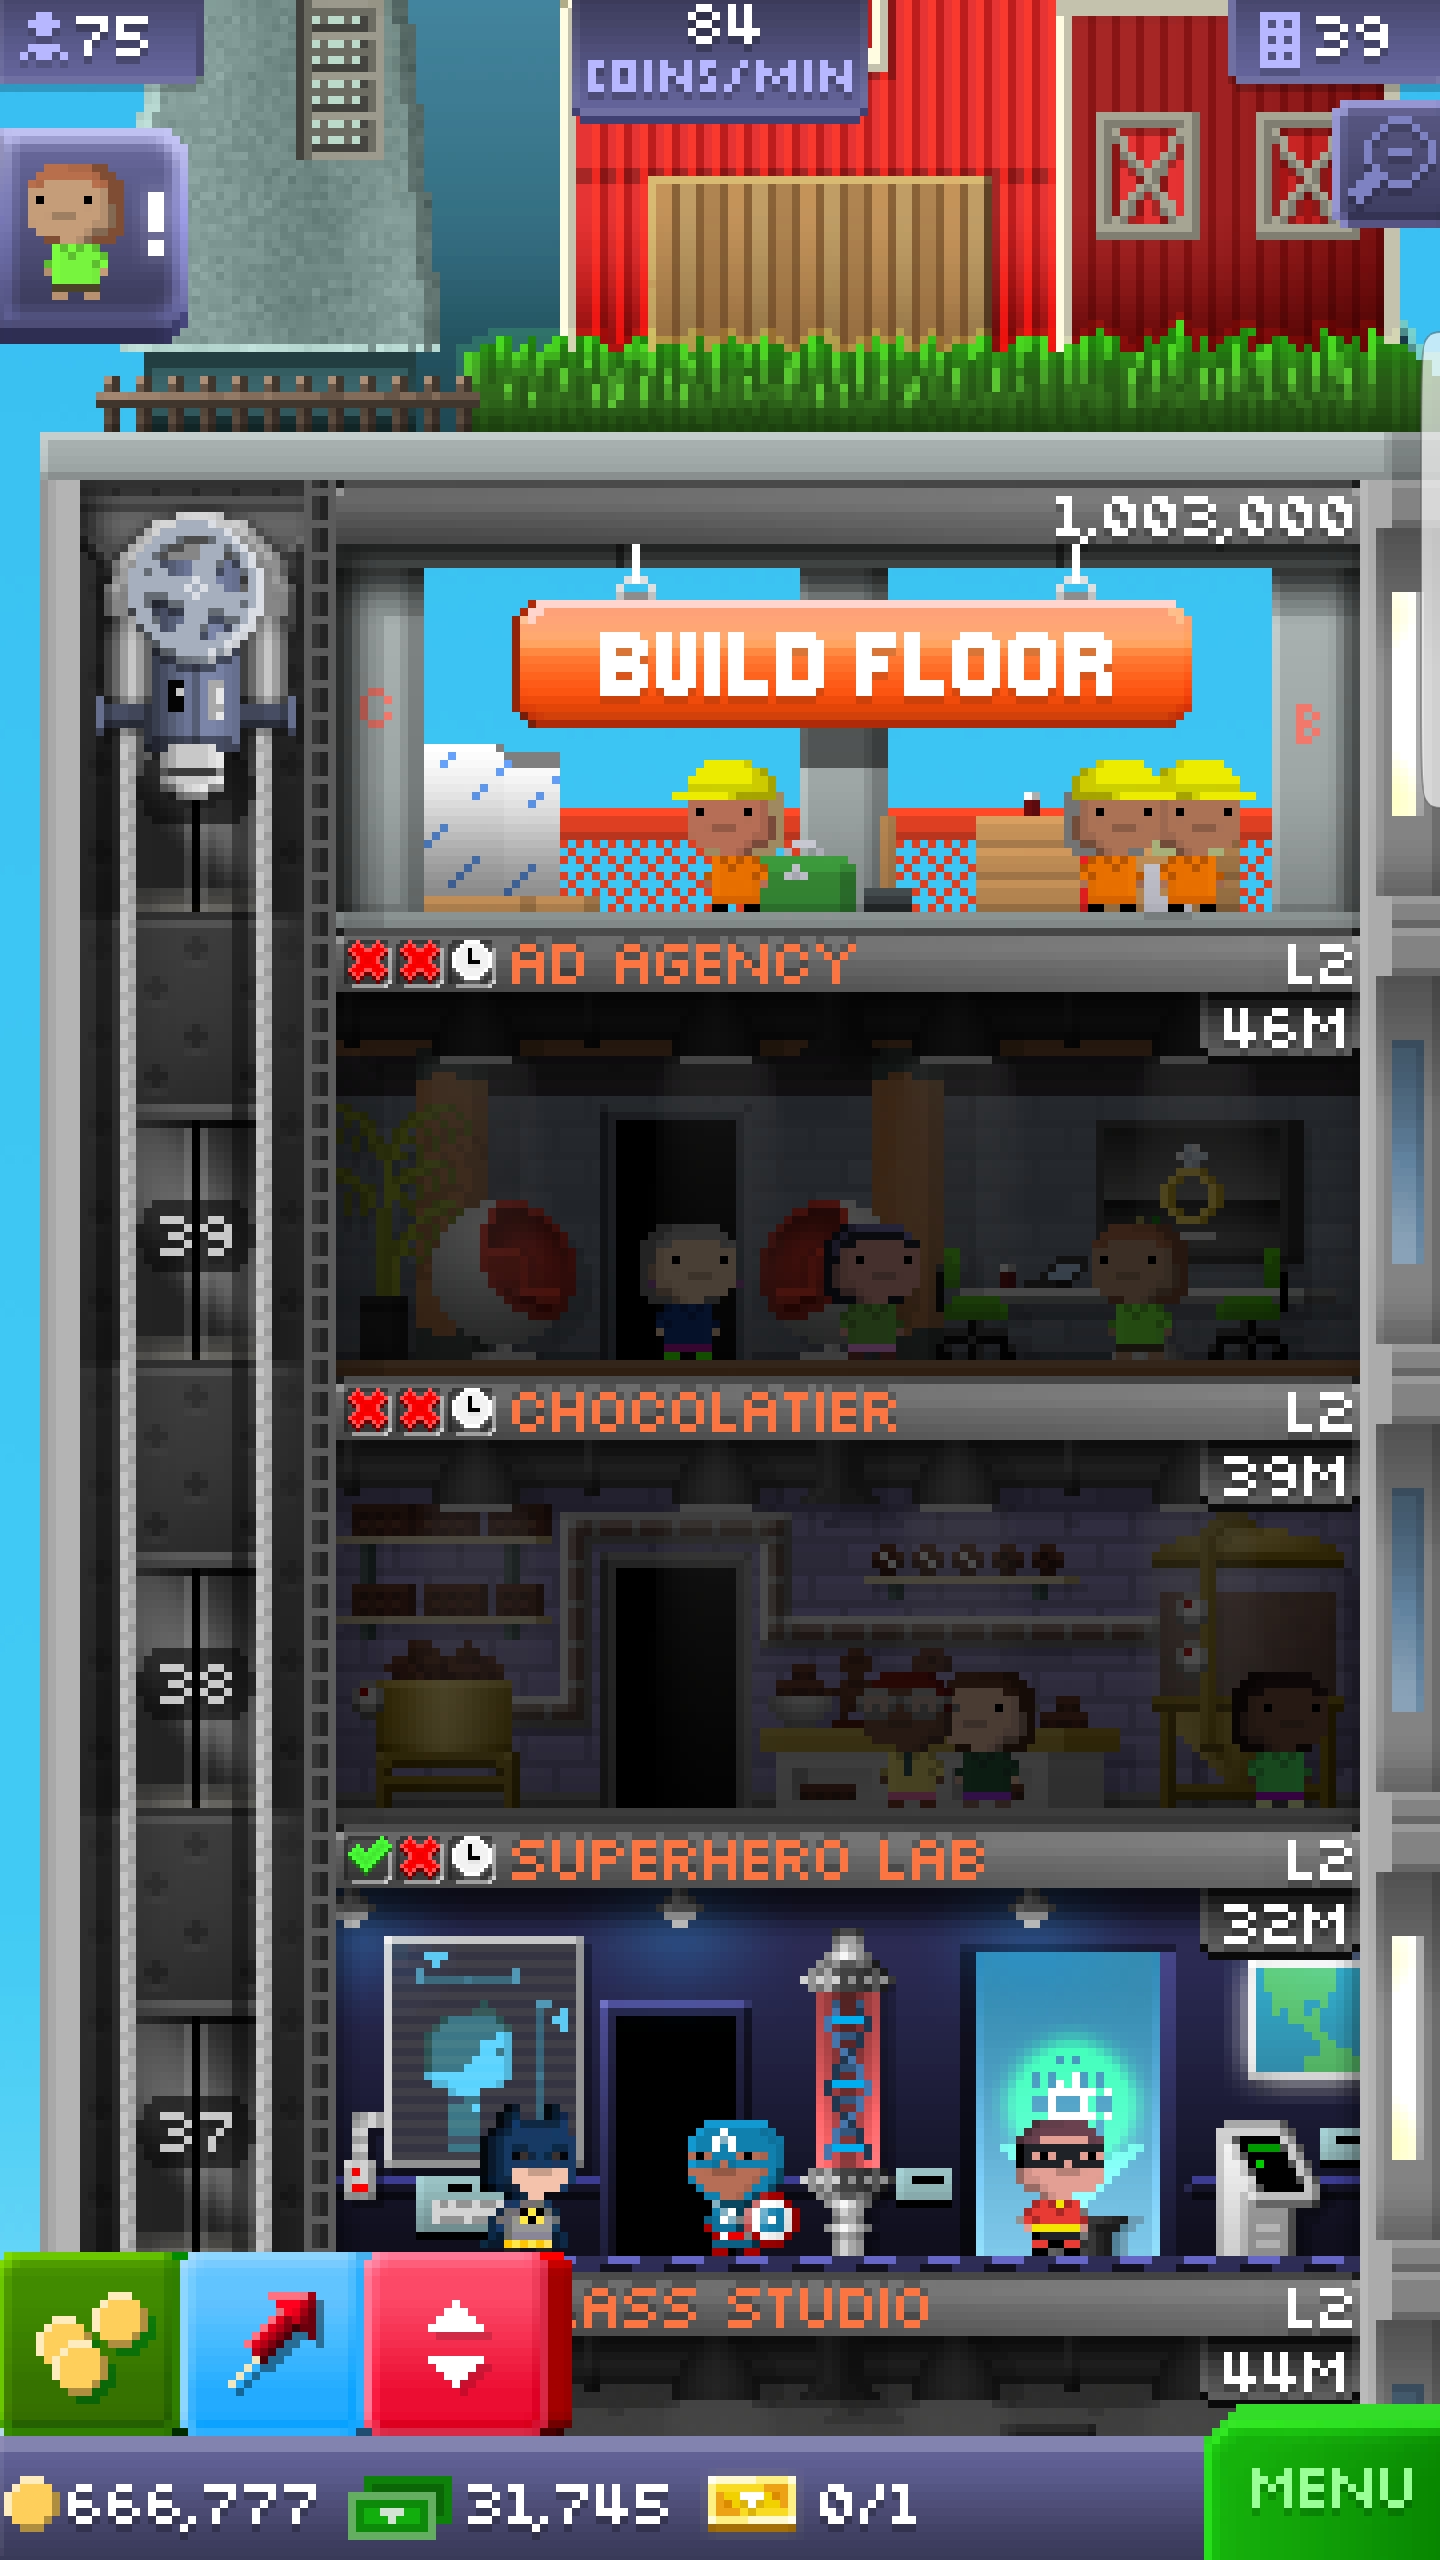 75
84
COINS/MIN
39
!
1,003,000
BUILD FLOOR
C
B
AD AGENCY
L2
46M
39
CHOCOLATIER
L2
39M
38
SUPERHERO LAB
L2
32M
37
A
ASS STUDIO
L2
44M
666,777
31,745
0/1
MENU